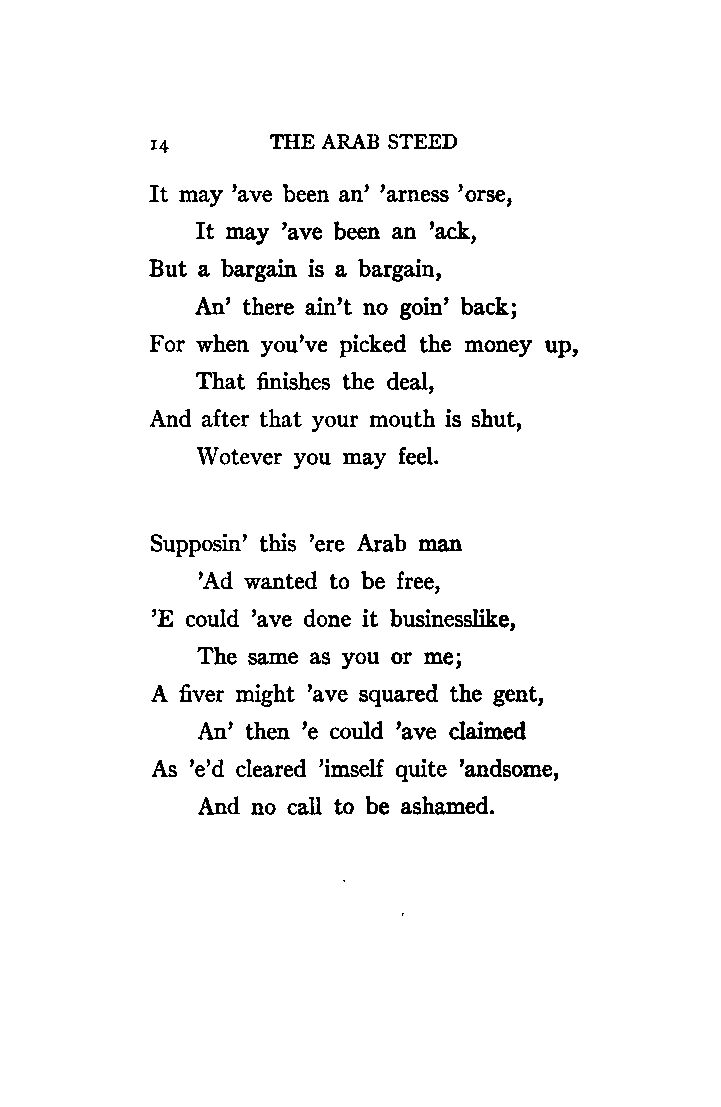 14 THE ARAB STEED
It may ’ave been an’ ’arness ’orse,
It may ’ave been an ’ack,
But a bargain is a bargain,
An’ there ain’t no goin’ back;
For when you’ve picked the money up,
That finishes the deal,
And after that your mouth is shut,
Wotever you may feel.

Supposin’ this ’ere Arab man
’Ad wanted to be free,
’E could ’ave done it businesslike,
The same as you or me;
A fiver might ’ave squared the gent,
An’ then ’e could ’ave claimed
As ’e’d cleared ’imself quite ’andsome,
And no call to be ashamed.